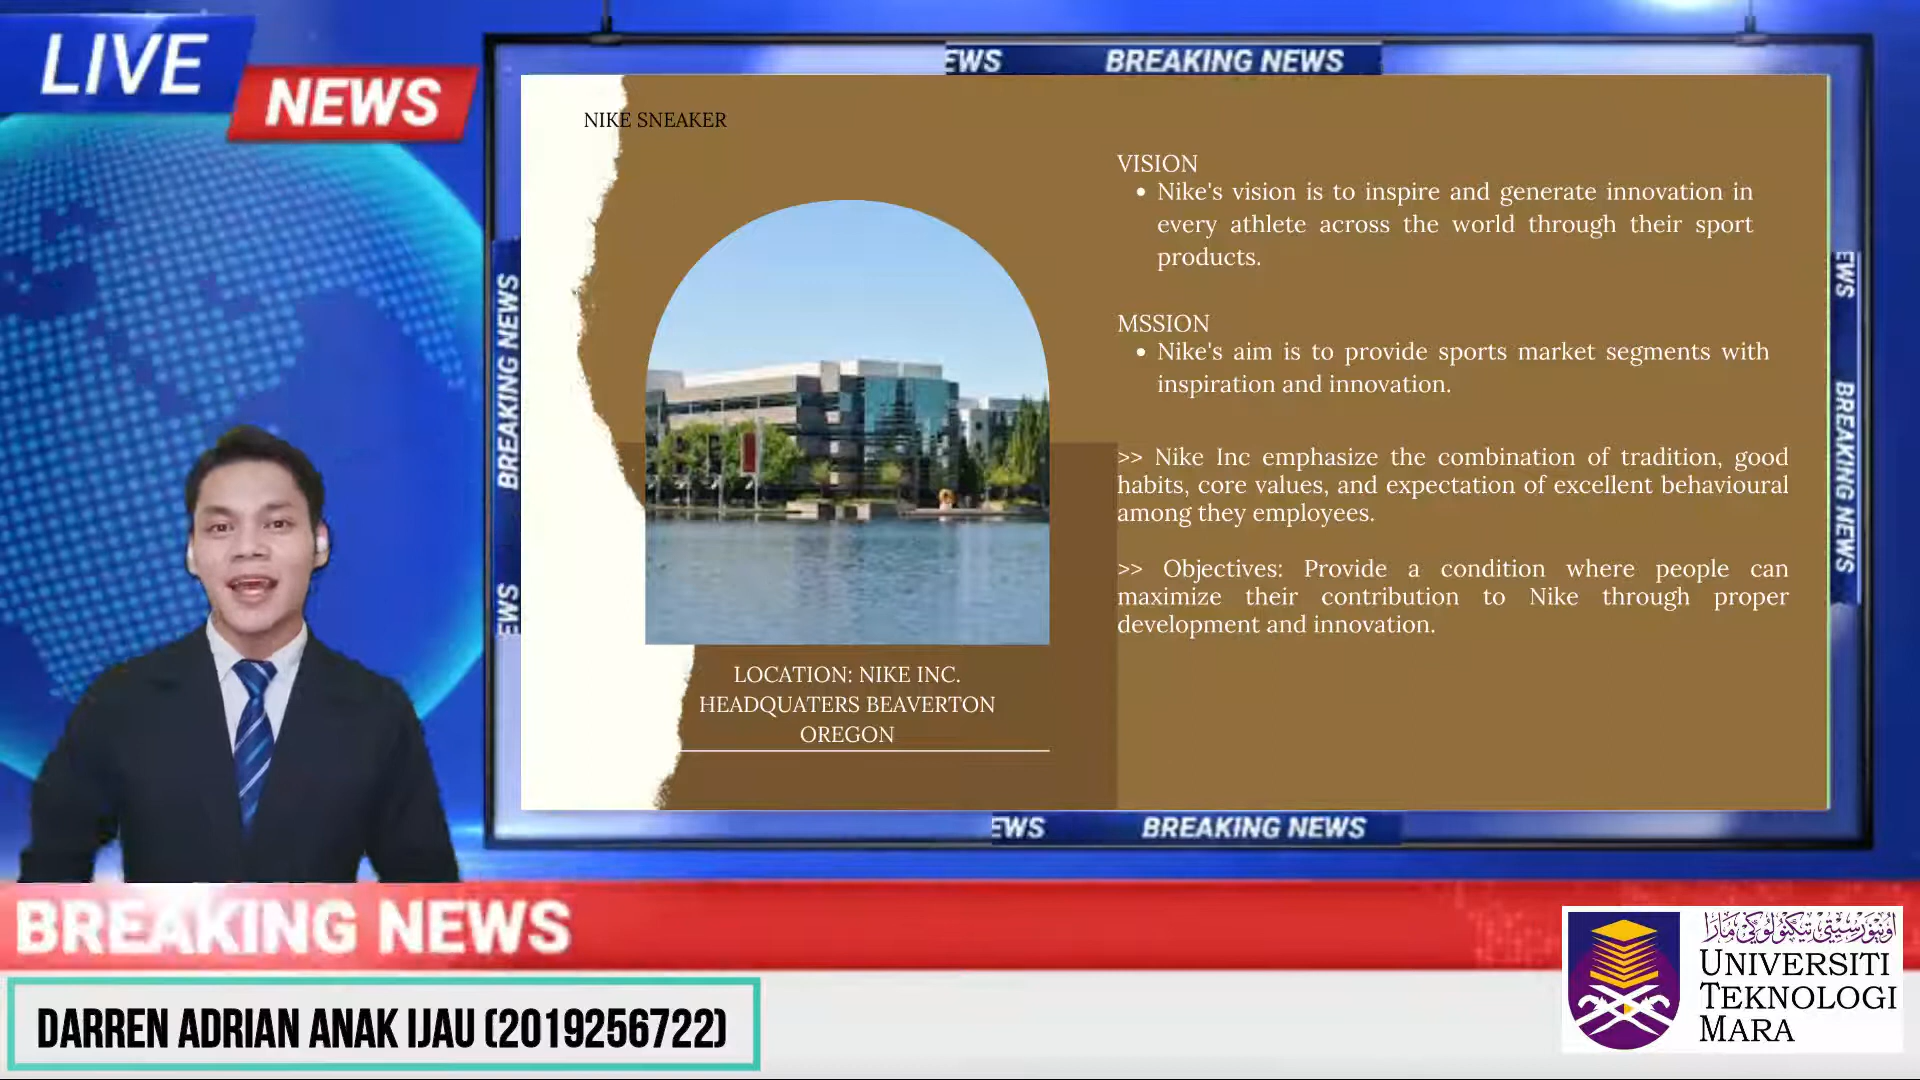 LIVE
NEWS
EWS BREAKING NEWS
NIKE SNEAKER
VISION
• Nike's vision is to inspire and generate innovation in
every athlete across the world through their sport
products.
MSSION
• Nike's aim is to provide sports market segments with
inspiration and innovation.
>> Nike Inc emphasize the combination of tradition, good
habits, core values, and expectation of excellent behavioural
among they employees.
>> Objectives: Provide a condition where people can
maximize their contribution to Nike through proper
development and innovation.
LOCATION: NIKE INC.
HEADQUATERS BEAVERTON
OREGON
BREAKING NEWS
EWS
EWS
BREAKING NEWS
EWS BREAKING NEWS
BREAKING NEWS
DARREN ADRIAN ANAK IJAU (2019256722)
اونيۏرسيتي تيكنولوڬي مارا
UNIVERSITI
TEKNOLOGI
MARA